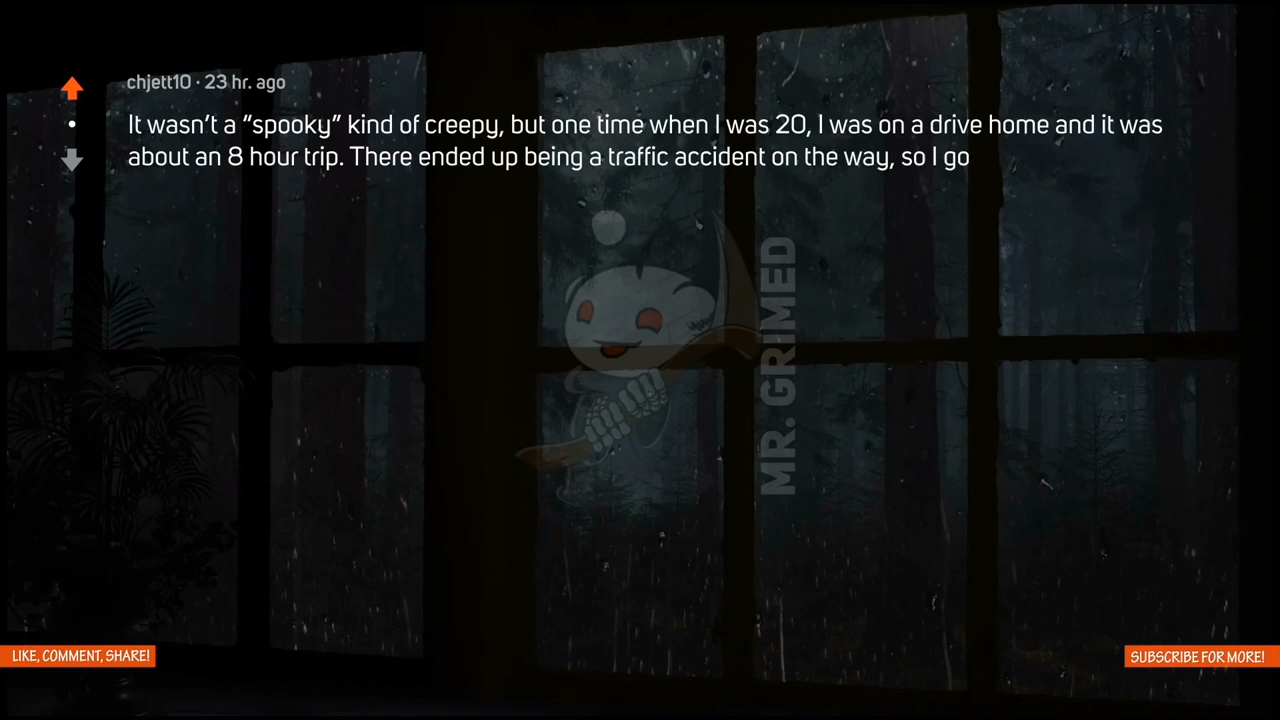 chjett10 · 23 hr. ago
It wasn't a “spooky” kind of creepy, but one time when I was 20, I was on a drive home and it was
about an 8 hour trip. There ended up being a traffic accident on the way, so I go
MR. GRIMED
LIKE, COMMENT, SHARE!
SUBSCRIBE FOR MORE!